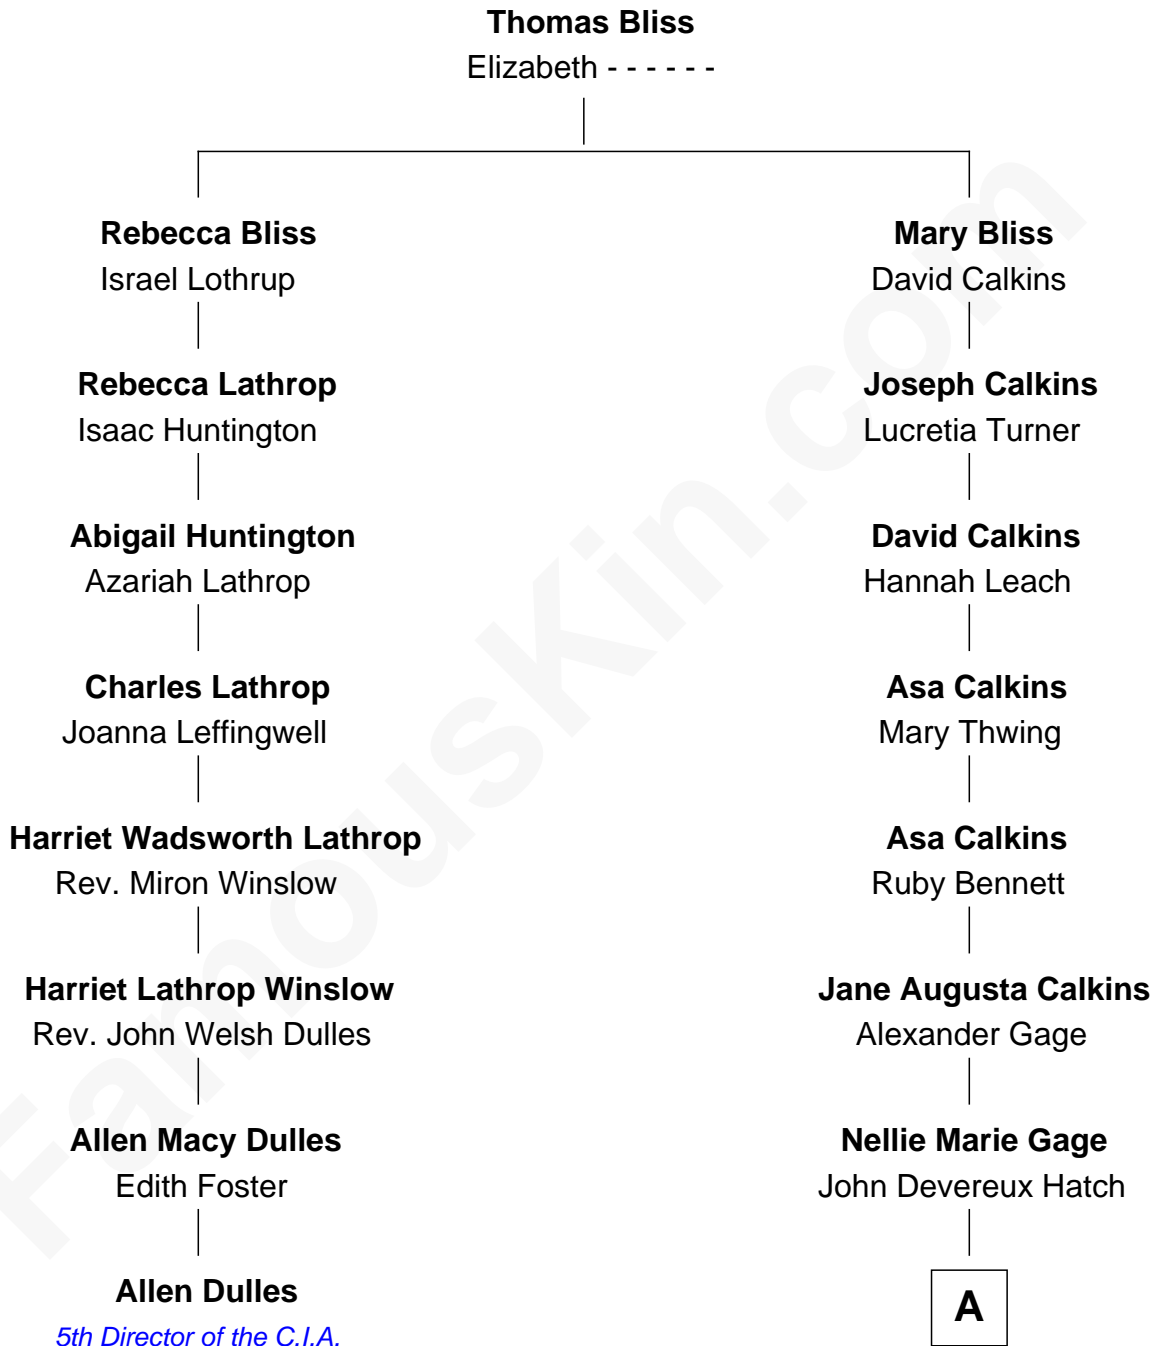 Thomas Bliss
Elizabeth - - - - - -
Rebecca Bliss
Israel Lothrup
Mary Bliss
David Calkins
Rebecca Lathrop
Isaac Huntington
Joseph Calkins
Lucretia Turner
Abigail Huntington
Azariah Lathrop
David Calkins
Hannah Leach
Charles Lathrop
Joanna Leffingwell
Asa Calkins
Mary Thwing
Harriet Wadsworth Lathrop
Rev. Miron Winslow
Asa Calkins
Ruby Bennett
Harriet Lathrop Winslow
Rev. John Welsh Dulles
Jane Augusta Calkins
Alexander Gage
Allen Macy Dulles
Edith Foster
Nellie Marie Gage
John Devereux Hatch
Allen Dulles
5th Director of the C.I.A.
A
FamousKin.com